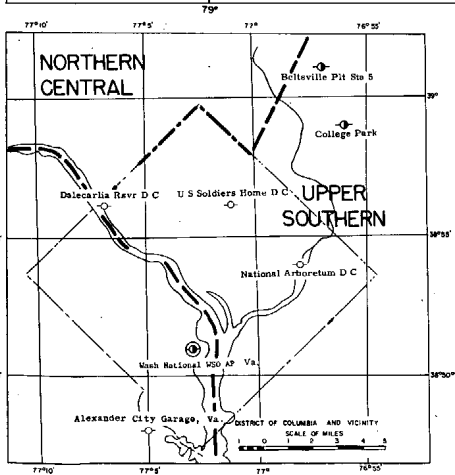 79°
77°10' 77°5' 77° 76°55'
NORTHERN
CENTRAL
Beltsville Plt Sta 5
39°
College Park
Dalecarlia Rsvr D C
U S Soldiers Home D C
UPPER
SOUTHERN
38°55'
National Arboretum D C
Wash National WSO AP Va.
38°50'
Alexander City Garage, Va.
DISTRICT OF COLUMBIA AND VICINITY
SCALE OF MILES
1 0 1 2 3 4 5
77°10' 77°5' 77° 76°55'